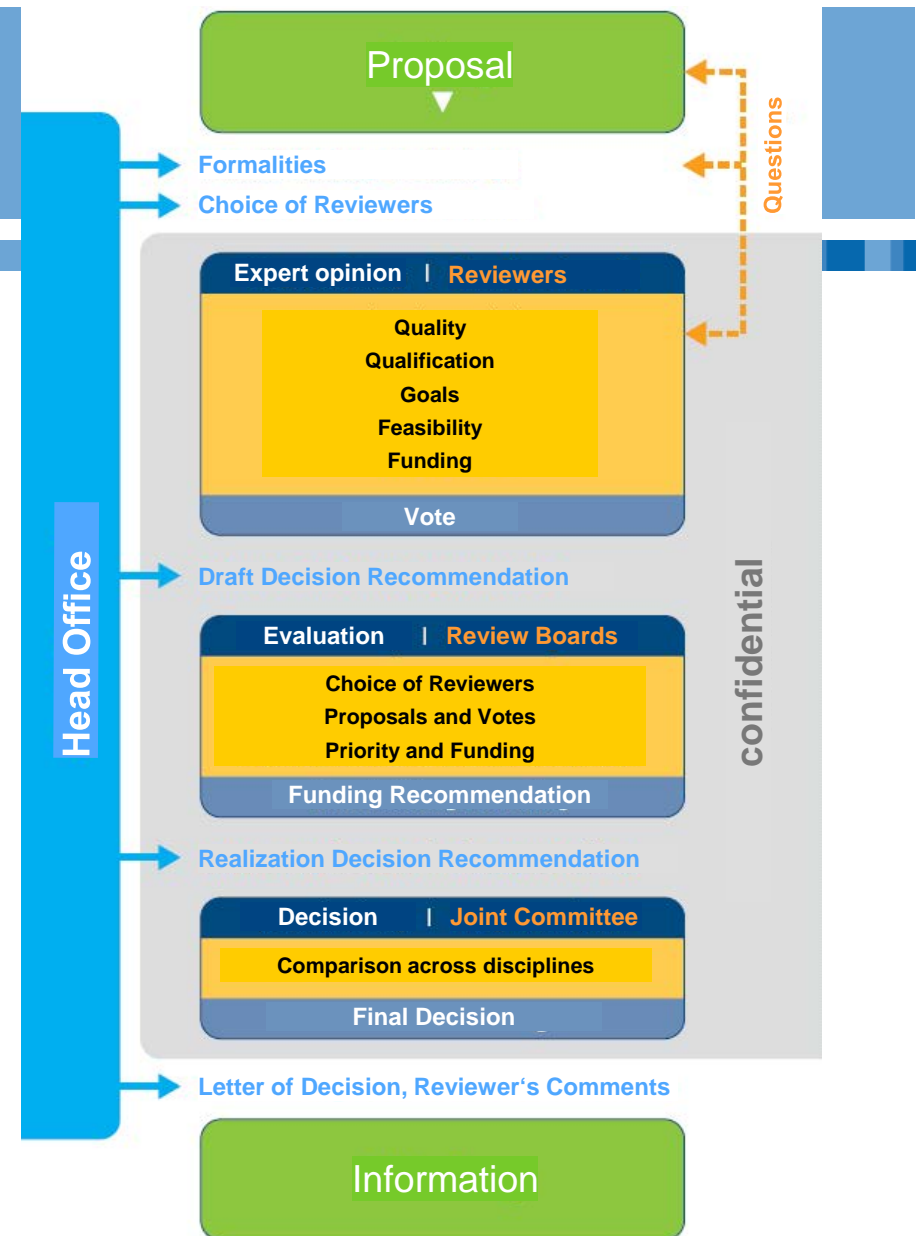 Proposal
Questions
Formalities
Choice of Reviewers
Expert opinion | Reviewers
Quality
Qualification
Goals
Feasibility
Funding
Vote
Head Office
confidential
Draft Decision Recommendation
Evaluation | Review Boards
Choice of Reviewers
Proposals and Votes
Priority and Funding
Funding Recommendation
Realization Decision Recommendation
Decision | Joint Committee
Comparison across disciplines
Final Decision
Letter of Decision, Reviewer‘s Comments
Information